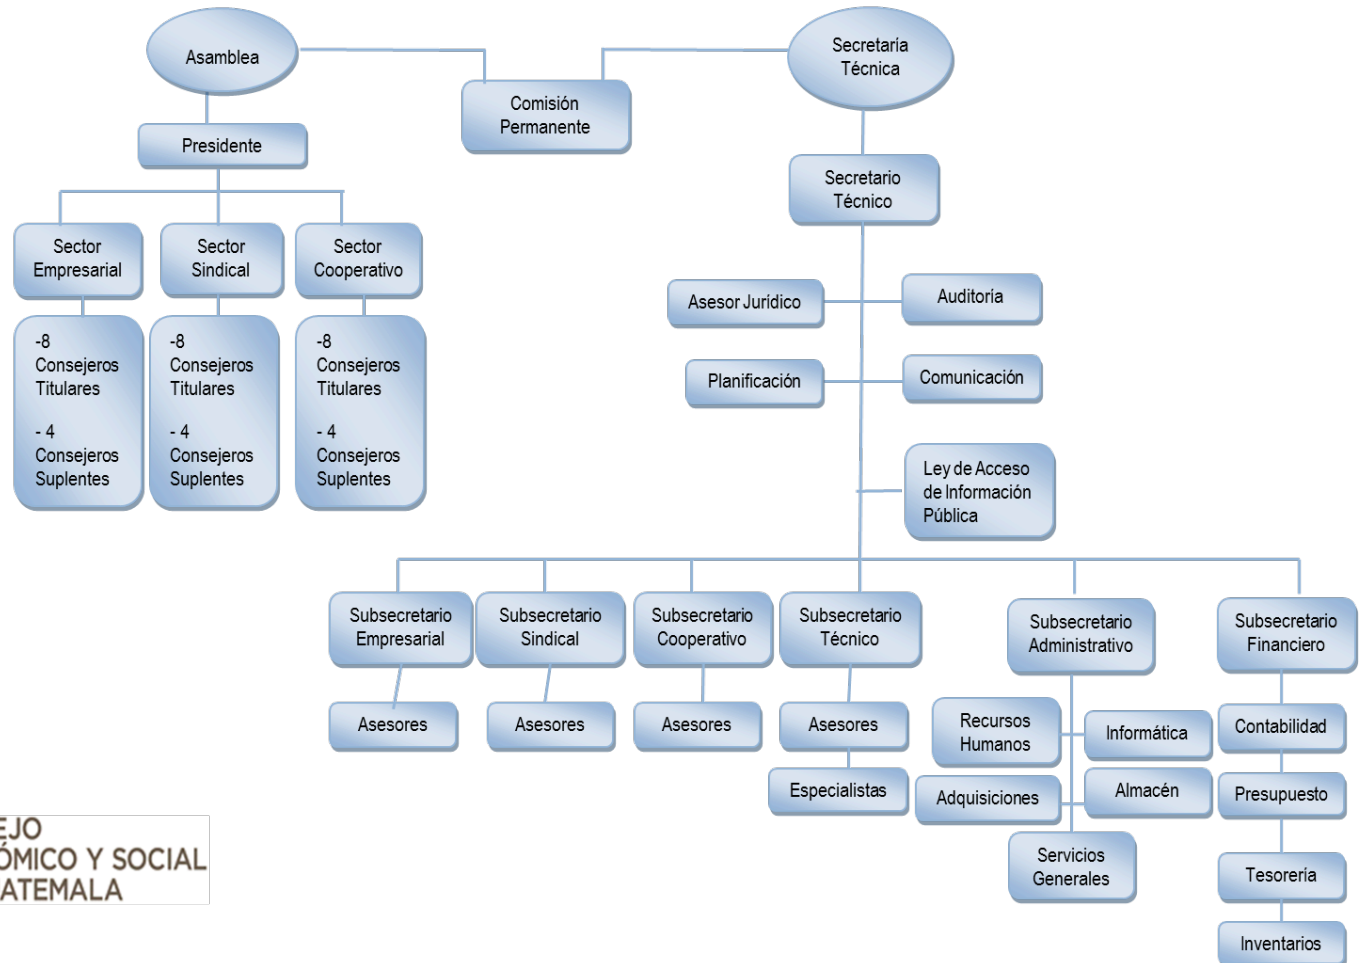 Asamblea
Secretaría
Técnica
Comisión
Permanente
Presidente
Secretario
Técnico
Sector
Empresarial
Sector
Sindical
Sector
Cooperativo
-8
Consejeros
Titulares
- 4
Consejeros
Suplentes
-8
Consejeros
Titulares
- 4
Consejeros
Suplentes
-8
Consejeros
Titulares
- 4
Consejeros
Suplentes
Asesor Jurídico
Auditoría
Planificación
Comunicación
Ley de Acceso
de Información
Pública
Subsecretario
Empresarial
Subsecretario
Sindical
Subsecretario
Cooperativo
Subsecretario
Técnico
Subsecretario
Administrativo
Subsecretario
Financiero
Asesores
Asesores
Asesores
Asesores
Especialistas
Recursos
Humanos
Informática
Adquisiciones
Almacén
Servicios
Generales
Contabilidad
Presupuesto
Tesorería
Inventarios
EJO
ÓMICO Y SOCIAL
ATEMALA